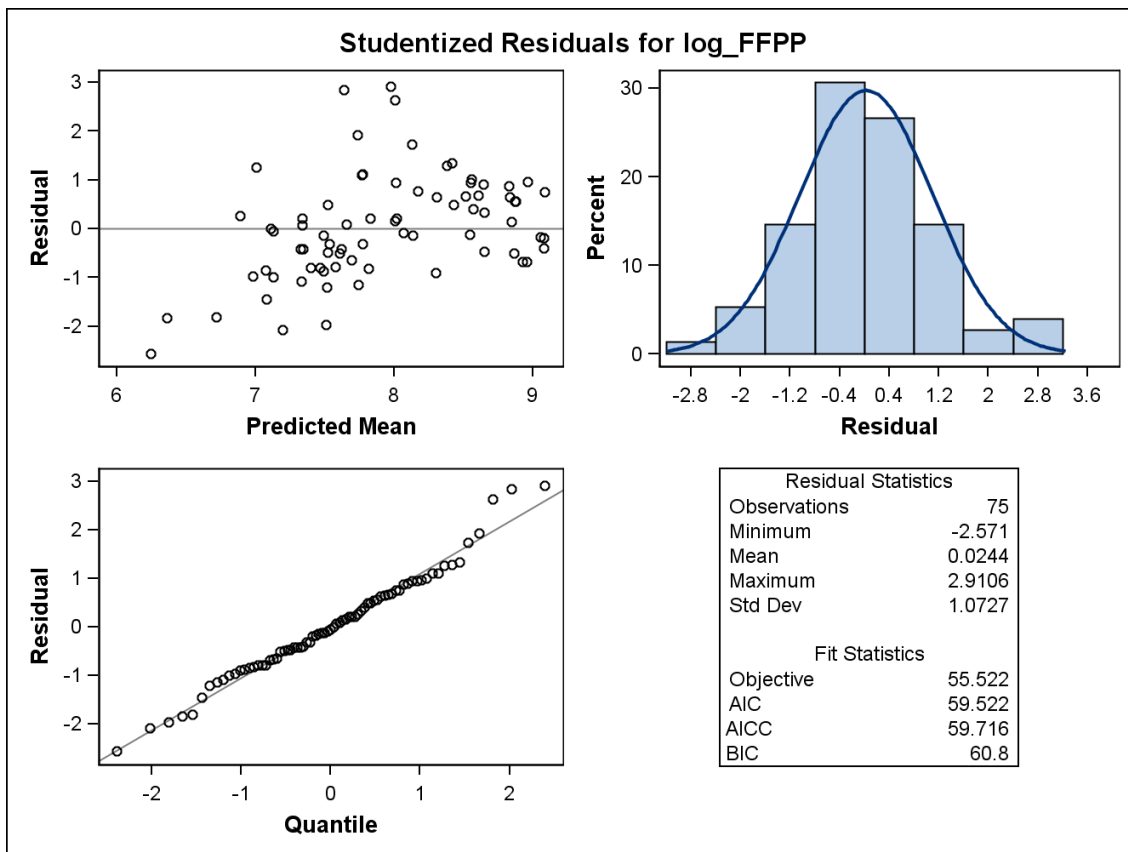 Studentized Residuals for log_FFPP
3
2
1
0
-1
-2
Residual
6 7 8 9
Predicted Mean
30
20
10
0
Percent
-2.8 -2 -1.2 -0.4 0.4 1.2 2 2.8 3.6
Residual
3
2
1
0
-1
-2
Residual
-2 -1 0 1 2
Quantile
Residual Statistics
Observations 75
Minimum -2.571
Mean 0.0244
Maximum 2.9106
Std Dev 1.0727
Fit Statistics
Objective 55.522
AIC 59.522
AICC 59.716
BIC 60.8